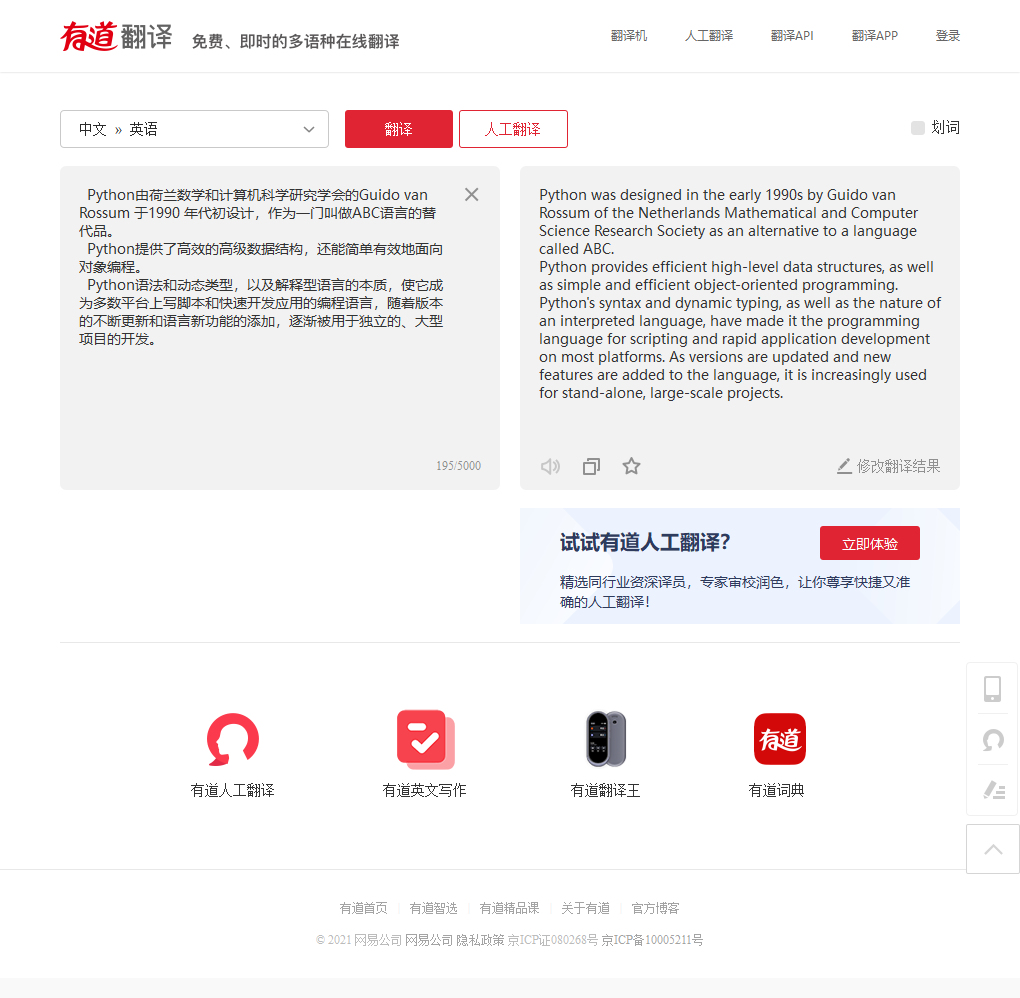 有道翻译 免费、即时的多语种在线翻译 翻译机 人工翻译 翻译API 翻译APP 登录
中文 » 英语 翻译 人工翻译 划词
Python由荷兰数学和计算机科学研究学会的Guido van
Rossum 于1990 年代初设计，作为一门叫做ABC语言的替
代品。
Python提供了高效的高级数据结构，还能简单有效地面向
对象编程。
Python语法和动态类型，以及解释型语言的本质，使它成
为多数平台上写脚本和快速开发应用的编程语言，随着版本
的不断更新和语言新功能的添加，逐渐被用于独立的、大型
项目的开发。
195/5000
Python was designed in the early 1990s by Guido van
Rossum of the Netherlands Mathematical and Computer
Science Research Society as an alternative to a language
called ABC.
Python provides efficient high-level data structures, as well
as simple and efficient object-oriented programming.
Python's syntax and dynamic typing, as well as the nature of
an interpreted language, have made it the programming
language for scripting and rapid application development
on most platforms. As versions are updated and new
features are added to the language, it is increasingly used
for stand-alone, large-scale projects.
修改翻译结果
试试有道人工翻译？ 立即体验
精选同行业资深译员，专家审校润色，让你尊享快捷又准
确的人工翻译！
有道
有道人工翻译 有道英文写作 有道翻译王 有道词典
有道首页 有道智选 有道精品课 关于有道 官方博客
© 2021 网易公司 网易公司 隐私政策 京ICP证080268号 京ICP备10005211号